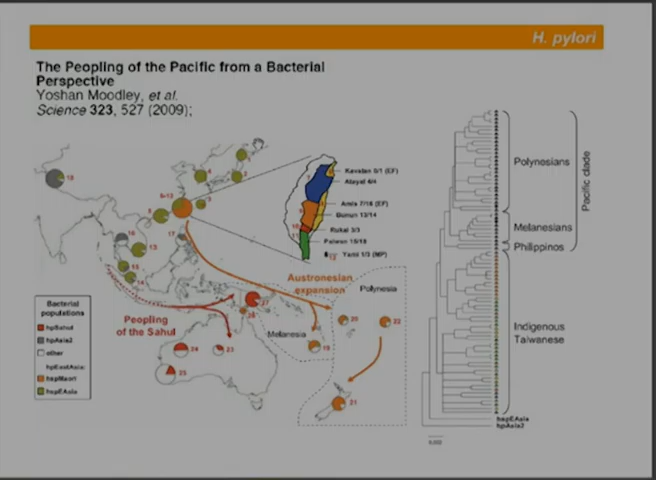 H. pylori
The Peopling of the Pacific from a Bacterial
Perspective
Yoshan Moodley, et al.
Science 323, 527 (2009);
Kavalan 0/1 (EF)
Atayal 4/4
Amis 7/16 (EF)
Bunun 13/14
Rukai 3/3
Paiwan 15/18
Yami 1/3 (MP)
Austronesian
expansion
Polynesia
Melanesia
Peopling
of the Sahul
Bacterial
populations
hpSahul
hpAsia2
other
hpEastAsia:
hspMaori
hspEAsia
Polynesians
Melanesians
Philippinos
Pacific clade
Indigenous
Taiwanese
hspEAsia
hpAsia2